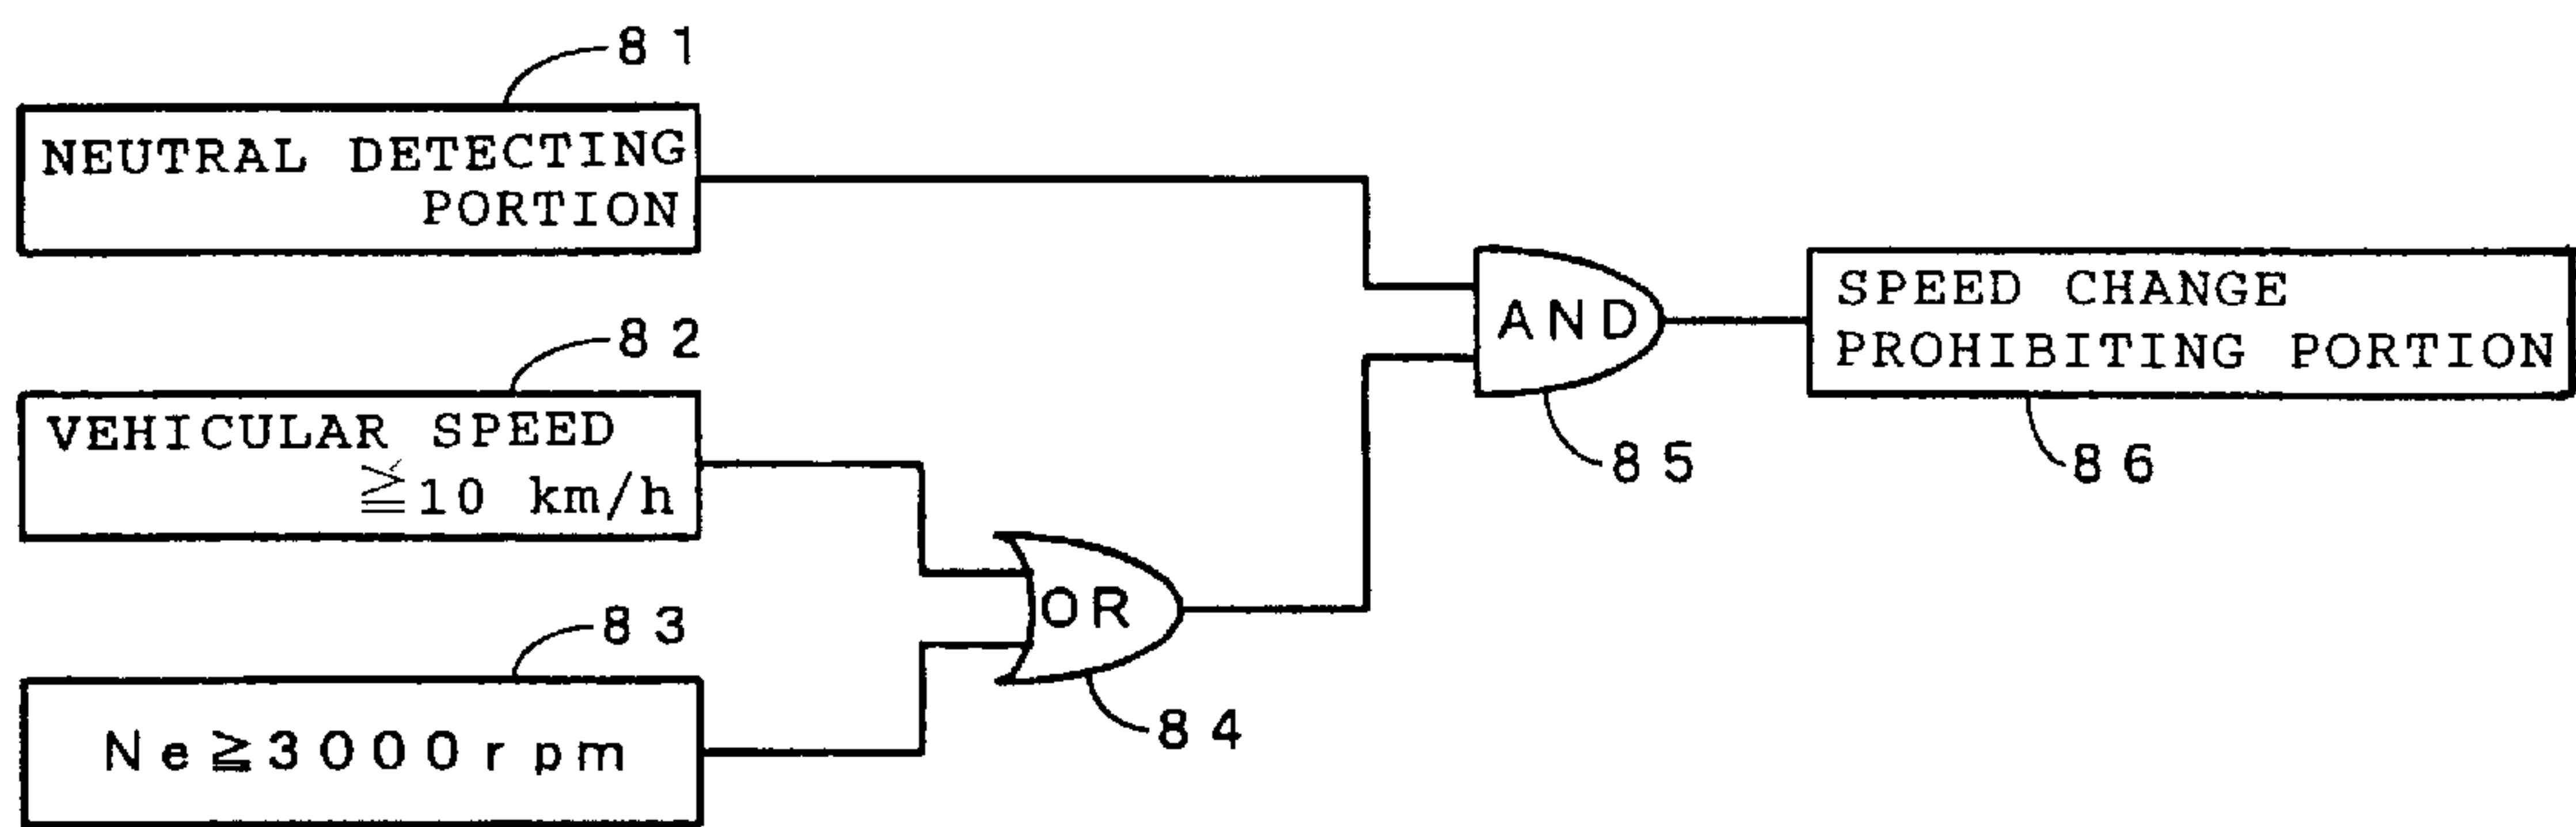 81
NEUTRAL DETECTING
PORTION
82
VEHICULAR SPEED
≧10 km/h
83
Ne≧3000rpm
OR
84
AND
85
SPEED CHANGE
PROHIBITING PORTION
86